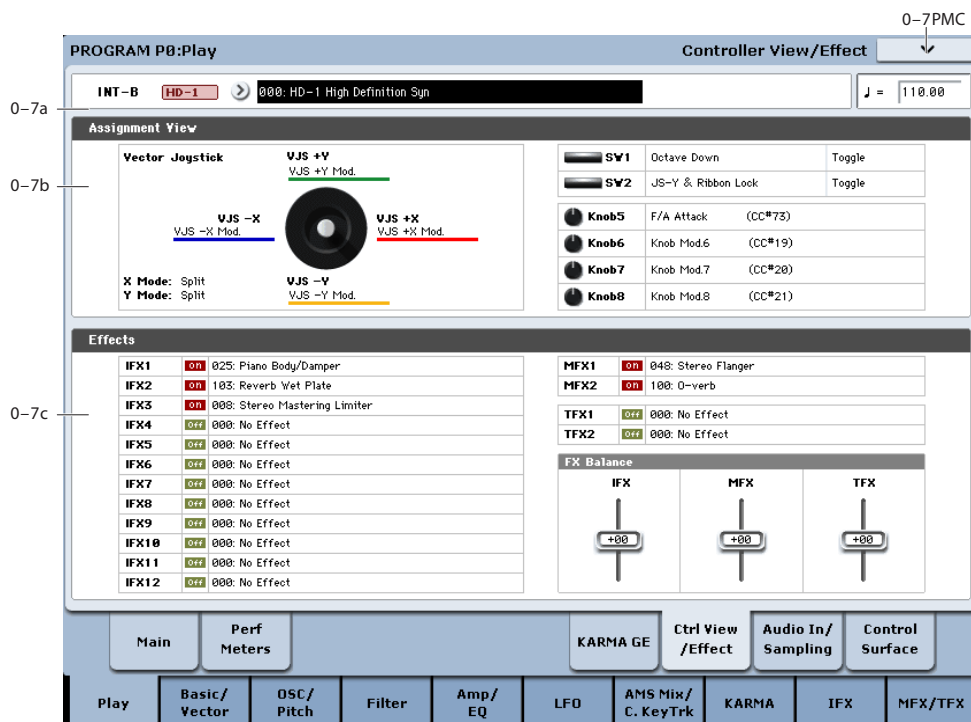 0–7PMC
PROGRAM P0:Play
Controller View/Effect
INT-B
HD-1
000: HD-1 High Definition Syn
♩ = 110.00
0–7a
Assignment View
Vector Joystick
VJS +Y
VJS +Y Mod.
0–7b
VJS -X
VJS -X Mod.
VJS +X
VJS +X Mod.
X Mode: Split
Y Mode: Split
VJS -Y
VJS -Y Mod.
SW1 Octave Down Toggle
SW2 JS-Y & Ribbon Lock Toggle
Knob5 F/A Attack (CC#73)
Knob6 Knob Mod.6 (CC#19)
Knob7 Knob Mod.7 (CC#20)
Knob8 Knob Mod.8 (CC#21)
Effects
0–7c
IFX1 On 025: Piano Body/Damper
IFX2 On 103: Reverb Wet Plate
IFX3 On 008: Stereo Mastering Limiter
IFX4 Off 000: No Effect
IFX5 Off 000: No Effect
IFX6 Off 000: No Effect
IFX7 Off 000: No Effect
IFX8 Off 000: No Effect
IFX9 Off 000: No Effect
IFX10 Off 000: No Effect
IFX11 Off 000: No Effect
IFX12 Off 000: No Effect
MFX1 On 048: Stereo Flanger
MFX2 On 100: O-verb
TFX1 Off 000: No Effect
TFX2 Off 000: No Effect
FX Balance
IFX MFX TFX
+00 +00 +00
Main
Perf
Meters
KARMA GE
Ctrl View
/Effect
Audio In/
Sampling
Control
Surface
Play
Basic/
Vector
OSC/
Pitch
Filter
Amp/
EQ
LFO
AMS Mix/
C. KeyTrk
KARMA
IFX
MFX/TFX